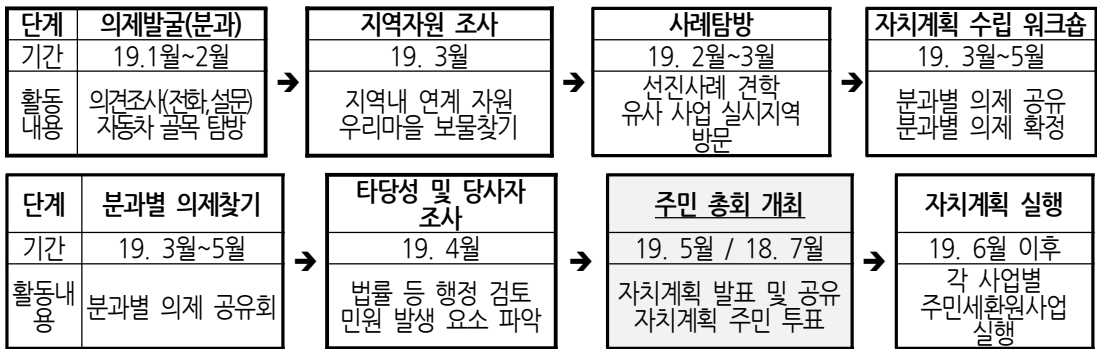 단계 의제발굴(분과) 지역자원 조사 사례탐방 자치계획 수립 워크숍
기간 19.1월~2월 19. 3월 19. 2월~3월 19. 3월~5월
활동 내용
의견조사(전화,설문)
자동차 골목 탐방
➔
지역내 연계 자원
우리마을 보물찾기
➔
선진사례 견학
유사 사업 실시지역
방문
➔
분과별 의제 공유
분과별 의제 확정
단계 분과별 의제찾기 타당성 및 당사자 조사 주민 총회 개최 자치계획 실행
기간 19. 3월~5월 19. 4월 19. 5월 / 18. 7월 19. 6월 이후
활동내용
분과별 의제 공유회
➔
법률 등 행정 검토
민원 발생 요소 파악
➔
자치계획 발표 및 공유
자치계획 주민 투표
➔
각 사업별
주민세환원사업
실행